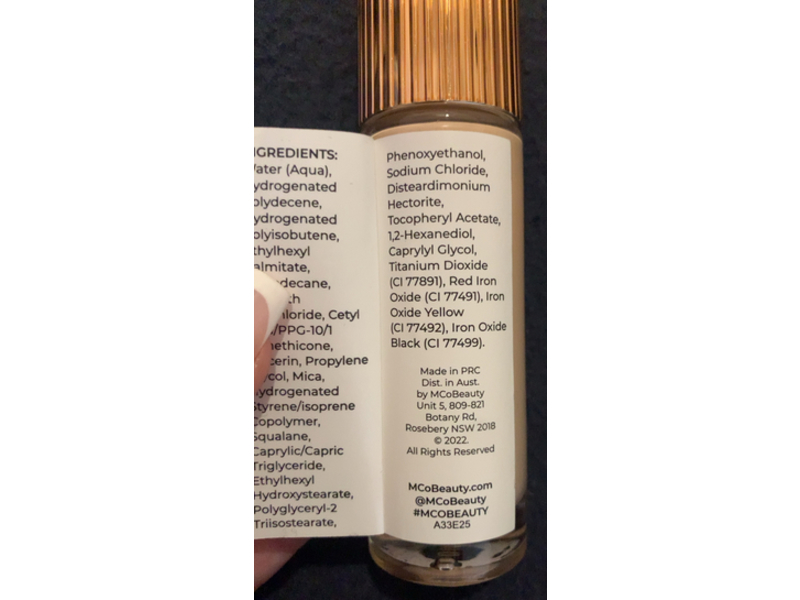 IGREDIENTS:
ater (Aqua),
ydrogenated
olydecene,
ydrogenated
olyisobutene,
thylhexyl
almitate,
decane,
th
loride, Cetyl
/PPG-10/1
ethicone,
cerin, Propylene
col, Mica,
ydrogenated
Styrene/isoprene
Copolymer,
Squalane,
Caprylic/Capric
Triglyceride,
Ethylhexyl
Hydroxystearate,
Polyglyceryl-2
Triisostearate,
Phenoxyethanol,
Sodium Chloride,
Disteardimonium
Hectorite,
Tocopheryl Acetate,
1,2-Hexanediol,
Caprylyl Glycol,
Titanium Dioxide
(CI 77891), Red Iron
Oxide (CI 77491), Iron
Oxide Yellow
(CI 77492), Iron Oxide
Black (CI 77499).
Made in PRC
Dist. in Aust.
by MCoBeauty
Unit 5, 809-821
Botany Rd,
Rosebery NSW 2018
© 2022.
All Rights Reserved
MCoBeauty.com
@MCoBeauty
#MCOBEAUTY
A33E25